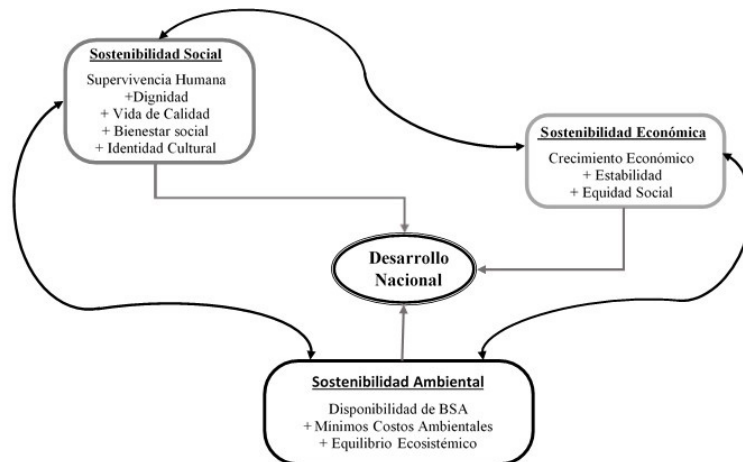 Sostenibilidad Social
Supervivencia Humana
+Dignidad
+ Vida de Calidad
+ Bienestar social
+ Identidad Cultural
Sostenibilidad Económica
Crecimiento Económico
+ Estabilidad
+ Equidad Social
Desarrollo
Nacional
Sostenibilidad Ambiental
Disponibilidad de BSA
+ Minimos Costos Ambientales
+ Equilibrio Ecosistémico